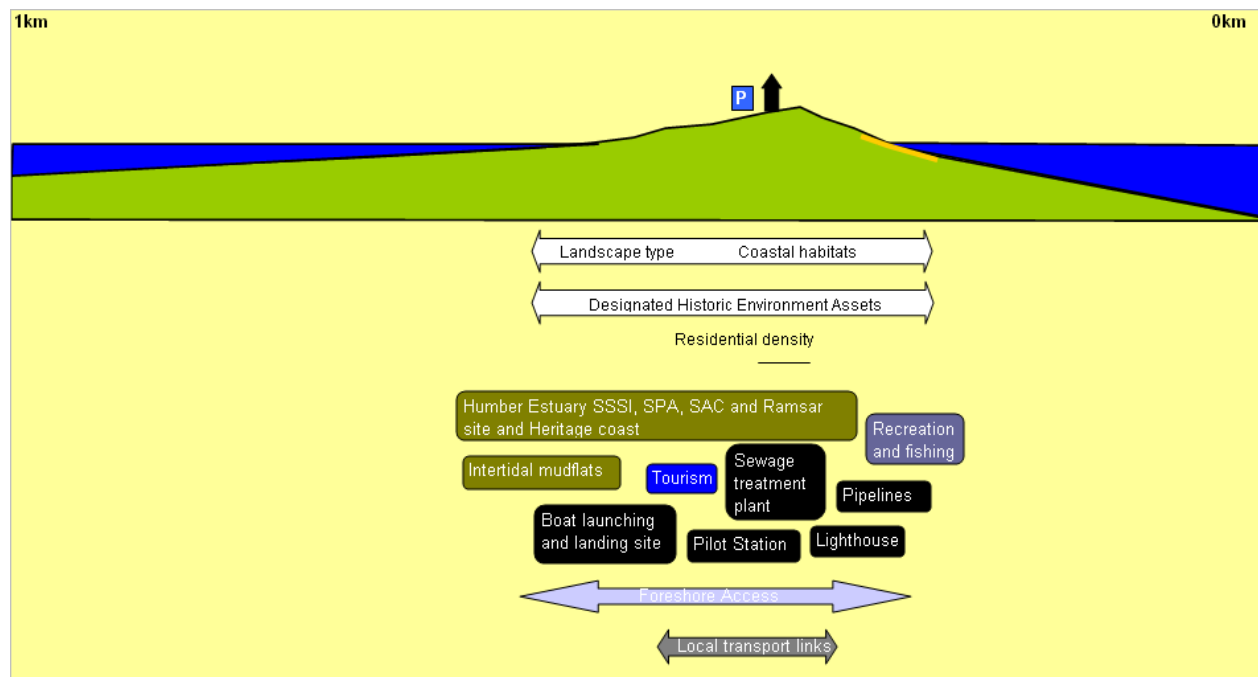 1km 0km
P
Landscape type Coastal habitats
Designated Historic Environment Assets
Residential density
Humber Estuary SSSI, SPA, SAC and Ramsar
site and Heritage coast
Recreation
and fishing
Intertidal mudflats
Tourism
Sewage
treatment
plant
Pipelines
Boat launching
and landing site
Pilot Station
Lighthouse
Foreshore Access
Local transport links